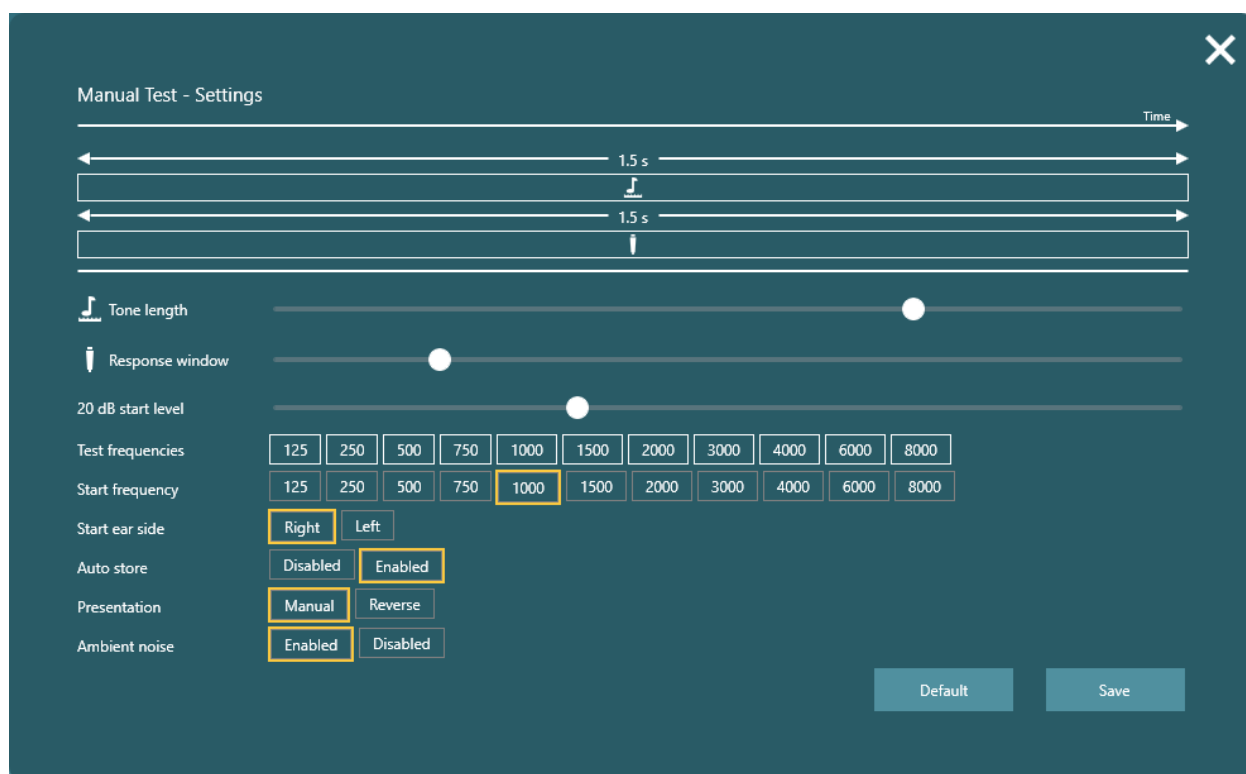 Manual Test - Settings
Time
1.5 s
1.5 s
Tone length
Response window
20 dB start level
Test frequencies 125 250 500 750 1000 1500 2000 3000 4000 6000 8000
Start frequency 125 250 500 750 1000 1500 2000 3000 4000 6000 8000
Start ear side Right Left
Auto store Disabled Enabled
Presentation Manual Reverse
Ambient noise Enabled Disabled
Default Save